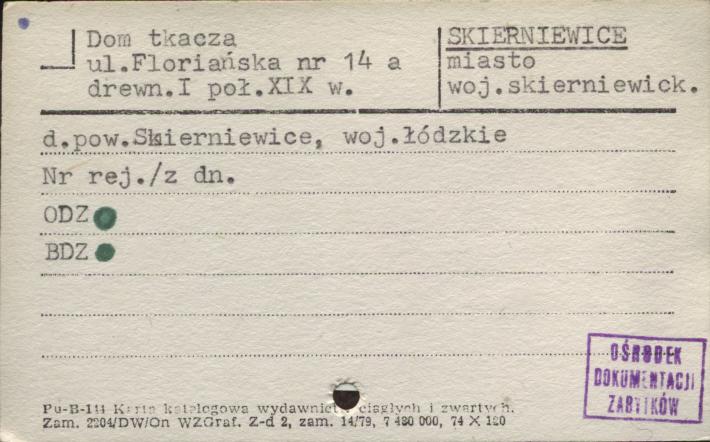 Dom tkacza
ul.Floriańska nr 14 a
drewn.I poł.XIX w.
SKIERNIEWICE
miasto
woj.skierniewick.
d.pow.Skierniewice, woj.łódzkie
Nr rej./z dn.
ODZ
BDZ
OŚRODEK
DOKUMENTACJI
ZABYTKÓW
Pu-B-144 Karta katalogowa wydawnictw ciągłych i zwartych.
Zam. 2204/DW/On WZGraf. Z-d 2, zam. 14/79, 7 480 000, 74 X 120